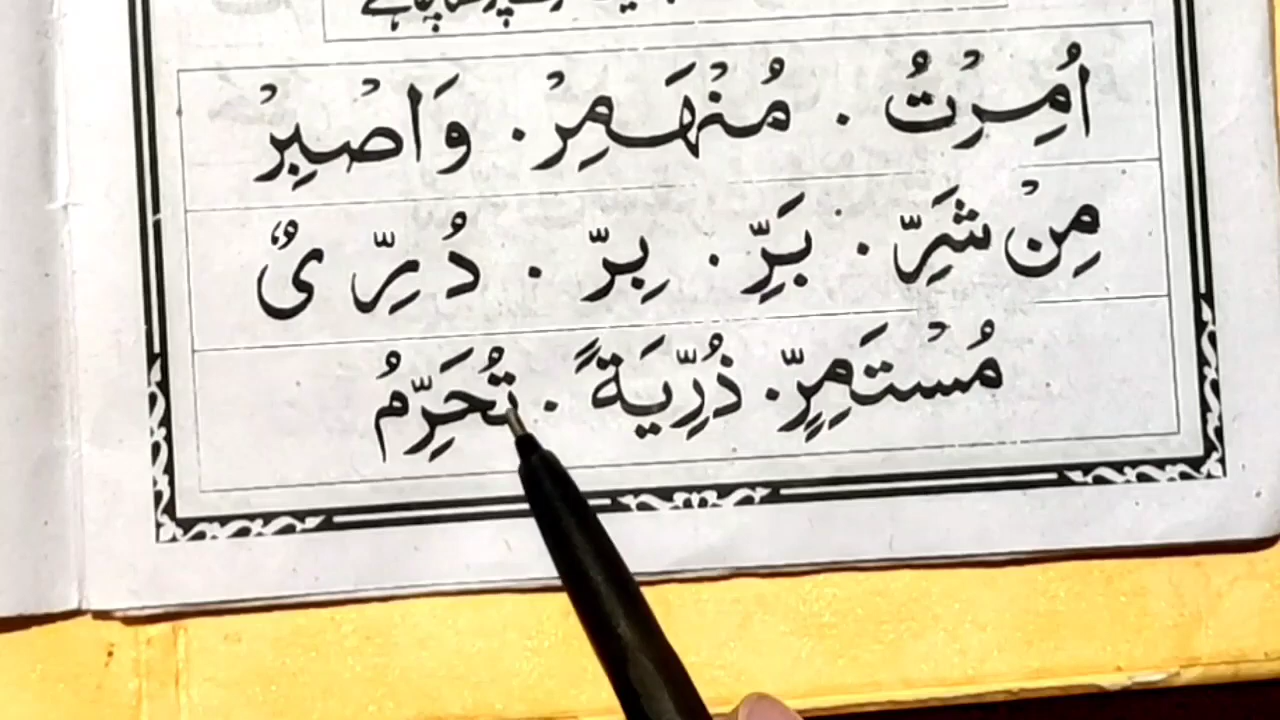 اُمِرْتُ . مُنْهَمِرْ . وَاصْبِرْ
مِنْ شَرِّ . بَرِّ . بِرّ . دُرِّ یٌ
مُسْتَمِرٍّ . ذُرِّيَةً . تُحَرِّمُ